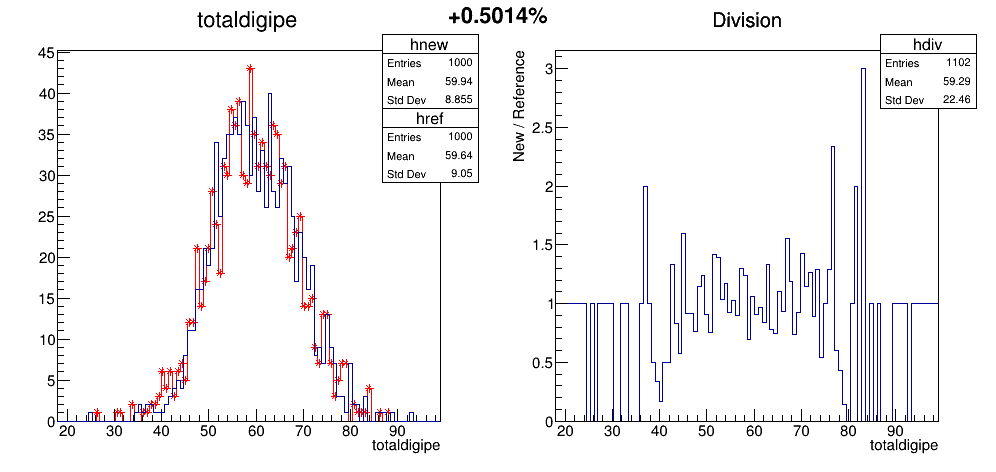 +0.5014%
totaldigipe
hnew
Entries 1000
Mean 59.94
Std Dev 8.855
href
Entries 1000
Mean 59.64
Std Dev 9.05
45
40
35
30
25
20
15
10
5
0
20 30 40 50 60 70 80 90
totaldigipe
Division
hdiv
Entries 1102
Mean 59.29
Std Dev 22.46
New / Reference
3
2.5
2
1.5
1
0.5
0
20 30 40 50 60 70 80 90
totaldigipe